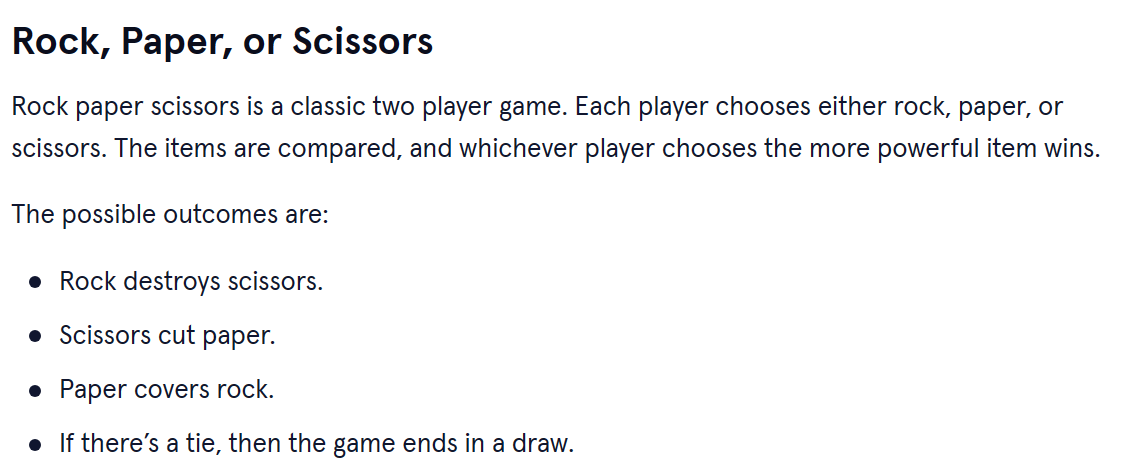 Rock, Paper, or Scissors
Rock paper scissors is a classic two player game. Each player chooses either rock, paper, or
scissors. The items are compared, and whichever player chooses the more powerful item wins.
The possible outcomes are:
● Rock destroys scissors.
● Scissors cut paper.
● Paper covers rock.
● If there’s a tie, then the game ends in a draw.